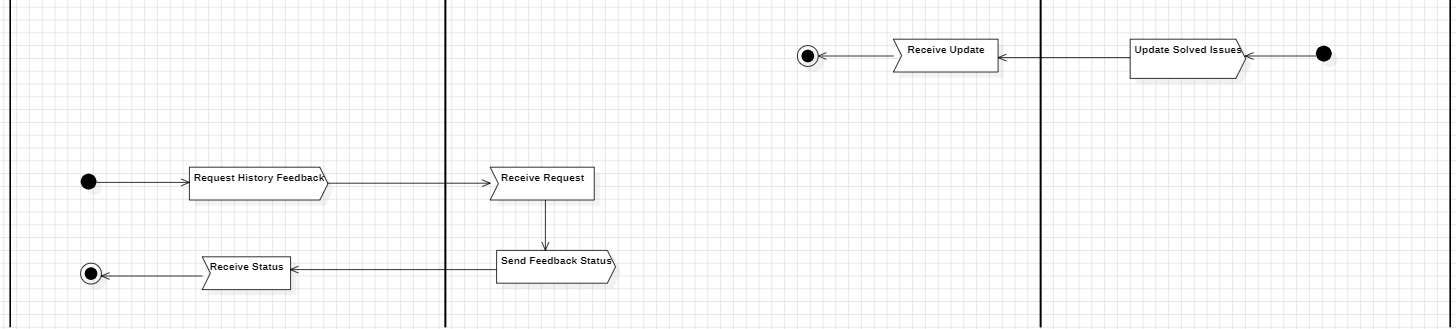 Receive Update
Update Solved Issues
Request History Feedback
Receive Request
Receive Status
Send Feedback Status